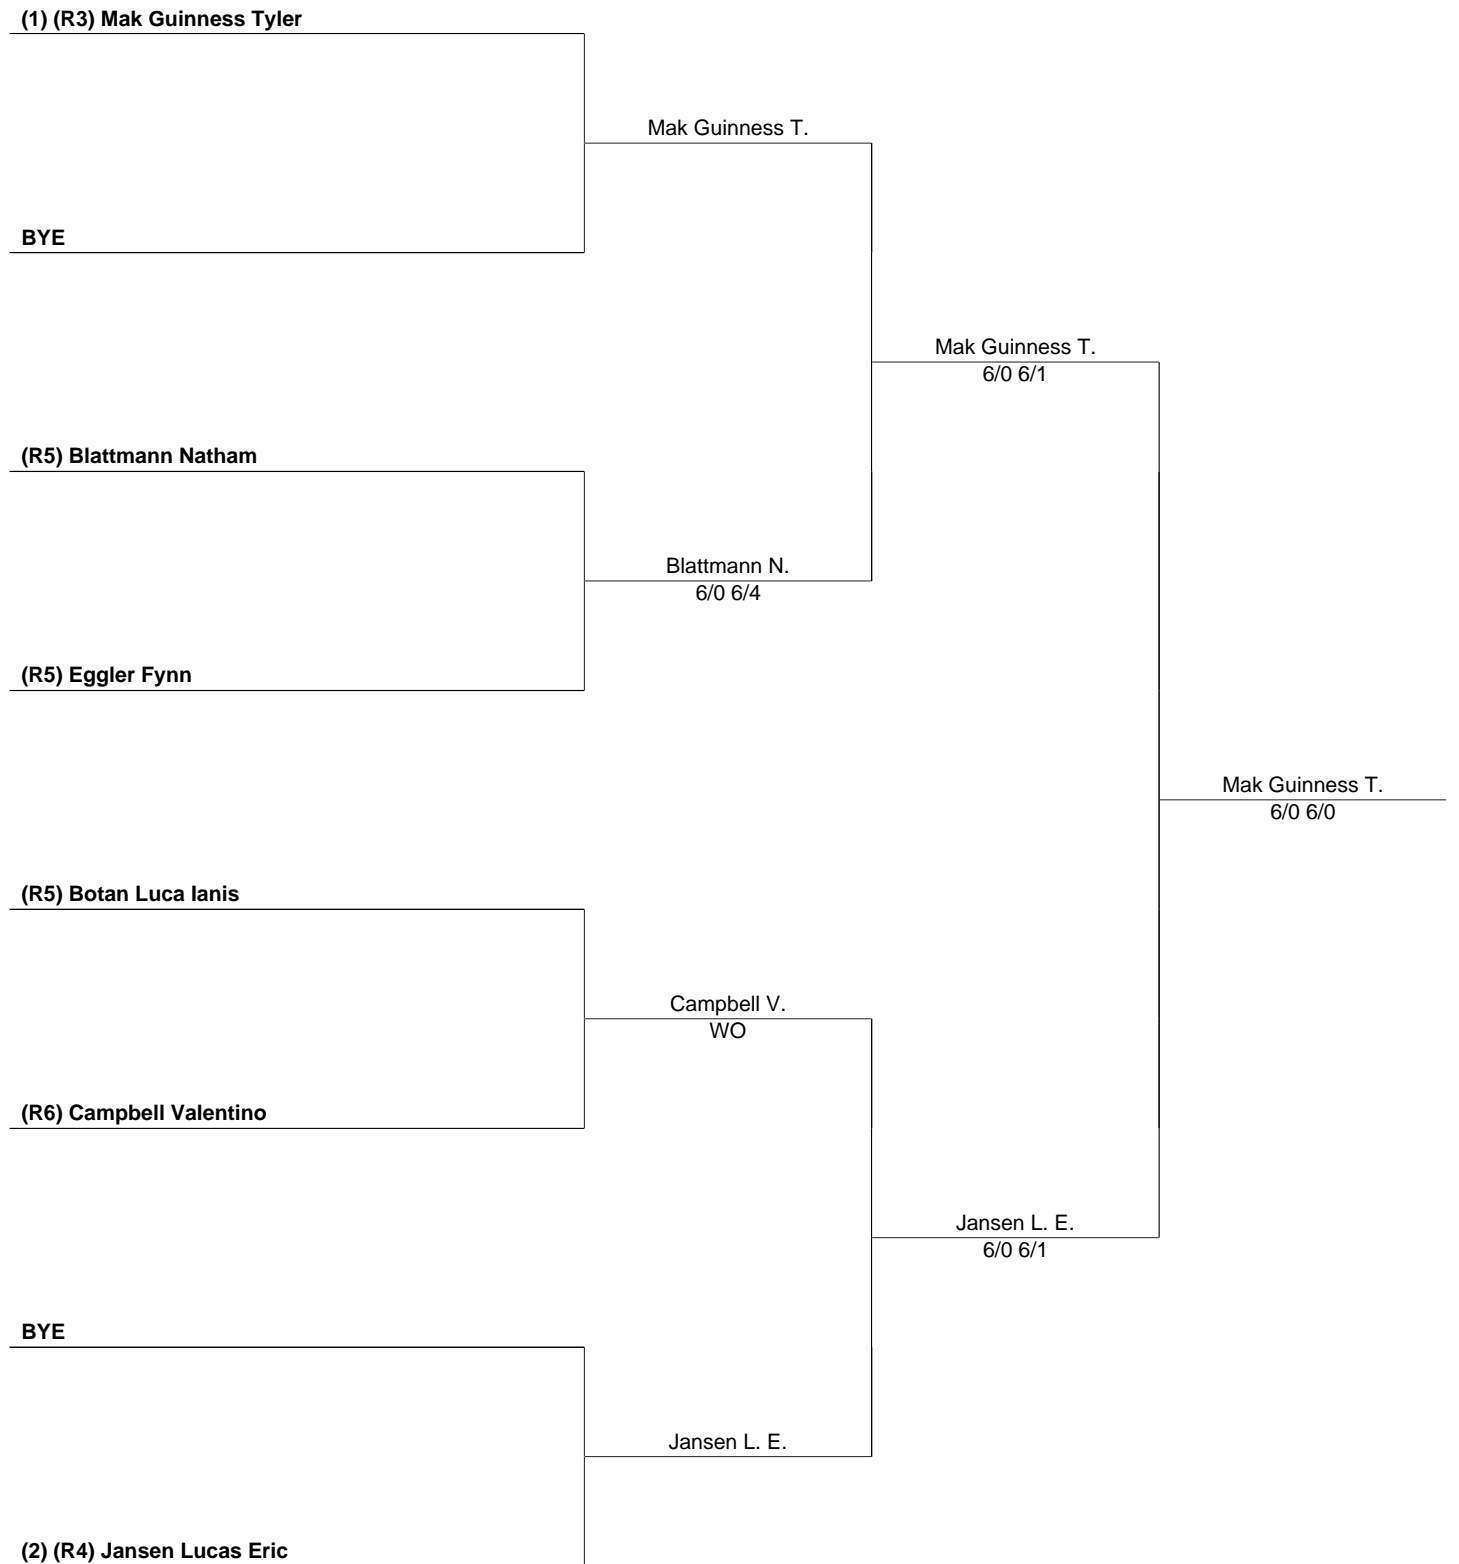 (1) (R3) Mak Guinness Tyler
Mak Guinness T.
BYE
Mak Guinness T.
6/0 6/1
(R5) Blattmann Natham
Blattmann N.
6/0 6/4
(R5) Eggler Fynn
Mak Guinness T.
6/0 6/0
(R5) Botan Luca Ianis
Campbell V.
WO
(R6) Campbell Valentino
Jansen L. E.
6/0 6/1
BYE
Jansen L. E.
(2) (R4) Jansen Lucas Eric